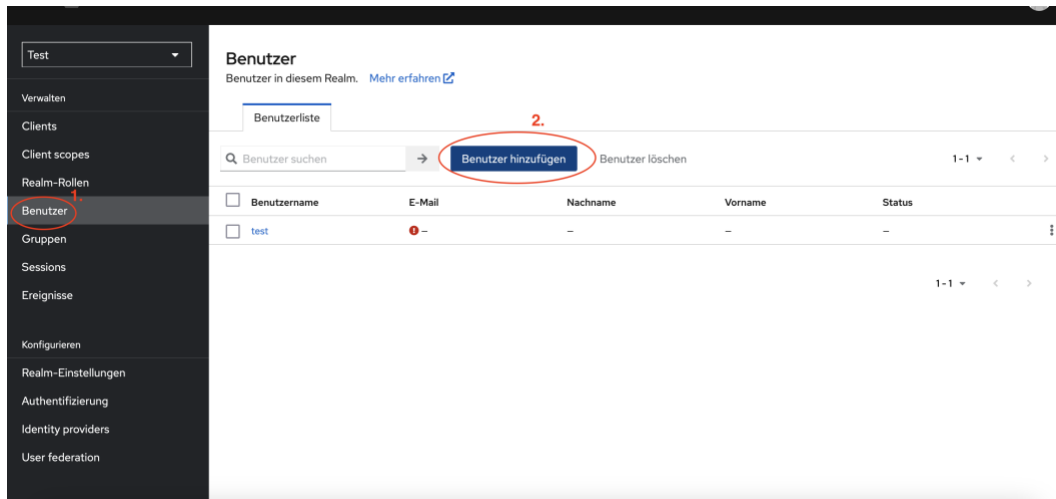 Test
Verwalten
Clients
Client scopes
Realm-Rollen
1.
Benutzer
Gruppen
Sessions
Ereignisse
Konfigurieren
Realm-Einstellungen
Authentifizierung
Identity providers
User federation
Benutzer
Benutzer in diesem Realm. Mehr erfahren
Benutzerliste
2.
Benutzer suchen Benutzer hinzufügen Benutzer löschen 1-1
Benutzername E-Mail Nachname Vorname Status
test – – – –
1-1